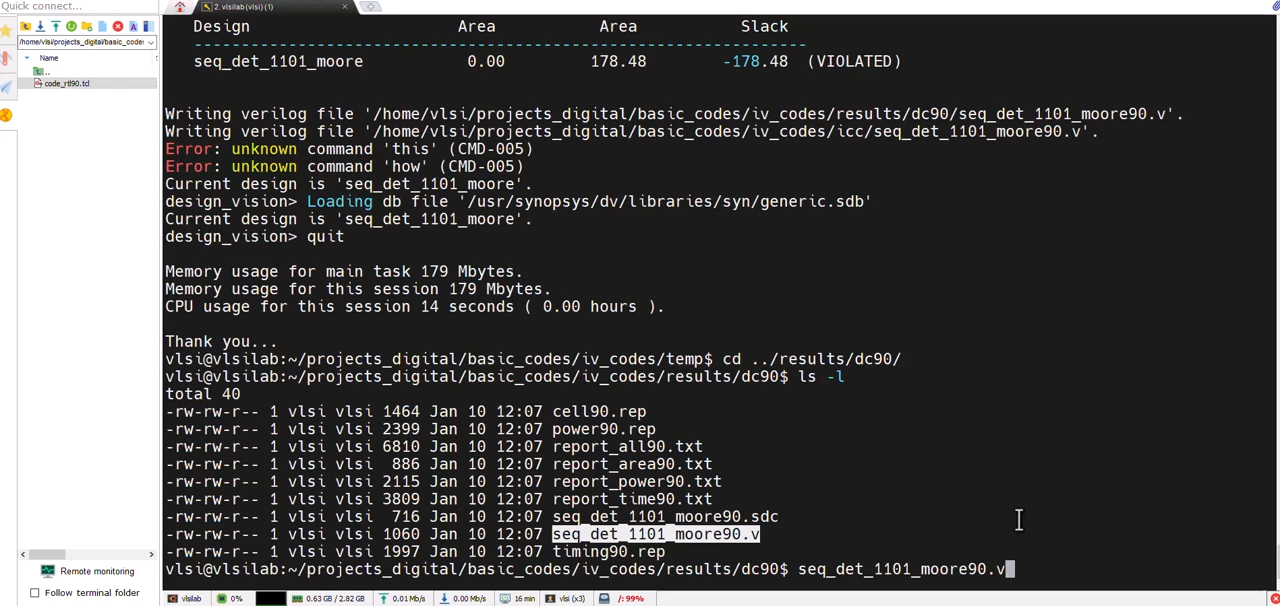 Quick connect...
2. vlsilab(vlsi) (1)
/home/vlsi/projects_digital/basic_codes
Name
..
code_rtl90.tcl
Design Area Area Slack
--------------------------------------------------------------
seq_det_1101_moore 0.00 178.48 -178.48 (VIOLATED)
Writing verilog file '/home/vlsi/projects_digital/basic_codes/iv_codes/results/dc90/seq_det_1101_moore90.v'.
Writing verilog file '/home/vlsi/projects_digital/basic_codes/iv_codes/icc/seq_det_1101_moore90.v'.
Error: unknown command 'this' (CMD-005)
Error: unknown command 'how' (CMD-005)
Current design is 'seq_det_1101_moore'.
design_vision> Loading db file '/usr/synopsys/dv/libraries/syn/generic.sdb'
Current design is 'seq_det_1101_moore'.
design_vision> quit
Memory usage for main task 179 Mbytes.
Memory usage for this session 179 Mbytes.
CPU usage for this session 14 seconds ( 0.00 hours ).
Thank you...
vlsi@vlsilab:~/projects_digital/basic_codes/iv_codes/temp$ cd ../results/dc90/
vlsi@vlsilab:~/projects_digital/basic_codes/iv_codes/results/dc90$ ls -l
total 40
-rw-rw-r-- 1 vlsi vlsi 1464 Jan 10 12:07 cell90.rep
-rw-rw-r-- 1 vlsi vlsi 2399 Jan 10 12:07 power90.rep
-rw-rw-r-- 1 vlsi vlsi 6810 Jan 10 12:07 report_all90.txt
-rw-rw-r-- 1 vlsi vlsi 886 Jan 10 12:07 report_area90.txt
-rw-rw-r-- 1 vlsi vlsi 2115 Jan 10 12:07 report_power90.txt
-rw-rw-r-- 1 vlsi vlsi 3809 Jan 10 12:07 report_time90.txt
-rw-rw-r-- 1 vlsi vlsi 716 Jan 10 12:07 seq_det_1101_moore90.sdc
-rw-rw-r-- 1 vlsi vlsi 1060 Jan 10 12:07 seq_det_1101_moore90.v
-rw-rw-r-- 1 vlsi vlsi 1997 Jan 10 12:07 timing90.rep
vlsi@vlsilab:~/projects_digital/basic_codes/iv_codes/results/dc90$ seq_det_1101_moore90.v
Remote monitoring
Follow terminal folder
vlsilab 0% 0.63 GB / 2.82 GB 0.01 Mb/s 0.00 Mb/s 16 min vlsi (x3) /: 99%